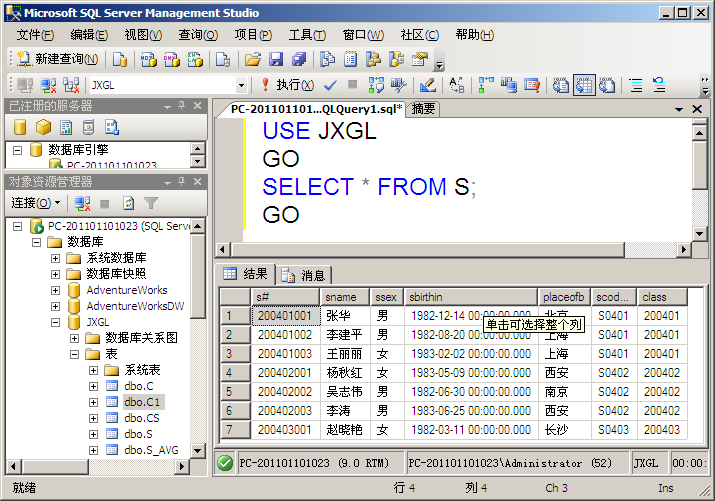 Microsoft SQL Server Management Studio
文件(F) 编辑(E) 视图(V) 查询(Q) 项目(P) 工具(T) 窗口(W) 社区(C) 帮助(H)
新建查询(N)
JXGL 执行(X)
已注册的服务器
数据库引擎
PC-201101101023
对象资源管理器
连接(O)
PC-201101101023 (SQL Serve
数据库
系统数据库
数据库快照
AdventureWorks
AdventureWorksDW
JXGL
数据库关系图
表
系统表
dbo.C
dbo.C1
dbo.CS
dbo.S
dbo.S_AVG
PC-201101101...QLQuery1.sql* 摘要
USE JXGL
GO
SELECT * FROM S;
GO
结果 消息
s# sname ssex sbirthin placeofb scod... class
1 200401001 张华 男 1982-12-14 00:00:00.000 北京 S0401 200401
单击可选择整个列
2 200401002 李建平 男 1982-08-20 00:00:00.000 上海 S0401 200401
3 200401003 王丽丽 女 1983-02-02 00:00:00.000 上海 S0401 200401
4 200402001 杨秋红 女 1983-05-09 00:00:00.000 西安 S0402 200402
5 200402002 吴志伟 男 1982-06-30 00:00:00.000 南京 S0402 200402
6 200402003 李涛 男 1983-06-25 00:00:00.000 西安 S0402 200402
7 200403001 赵晓艳 女 1982-03-11 00:00:00.000 长沙 S0403 200403
PC-201101101023 (9.0 RTM) PC-201101101023\Administrator (52) JXGL 00:00:
就绪 行 4 列 4 Ch 3 Ins